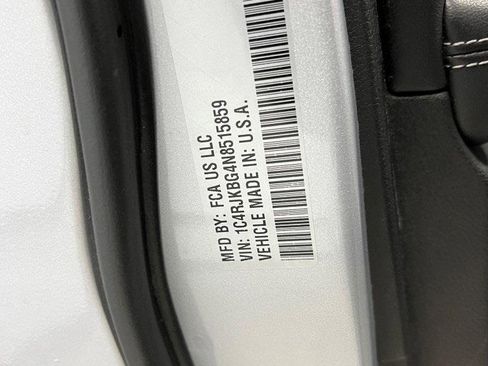 MFD BY: FCA US LLC
VIN: 1C4RJKBG4N8515859
VEHICLE MADE IN: U.S.A.